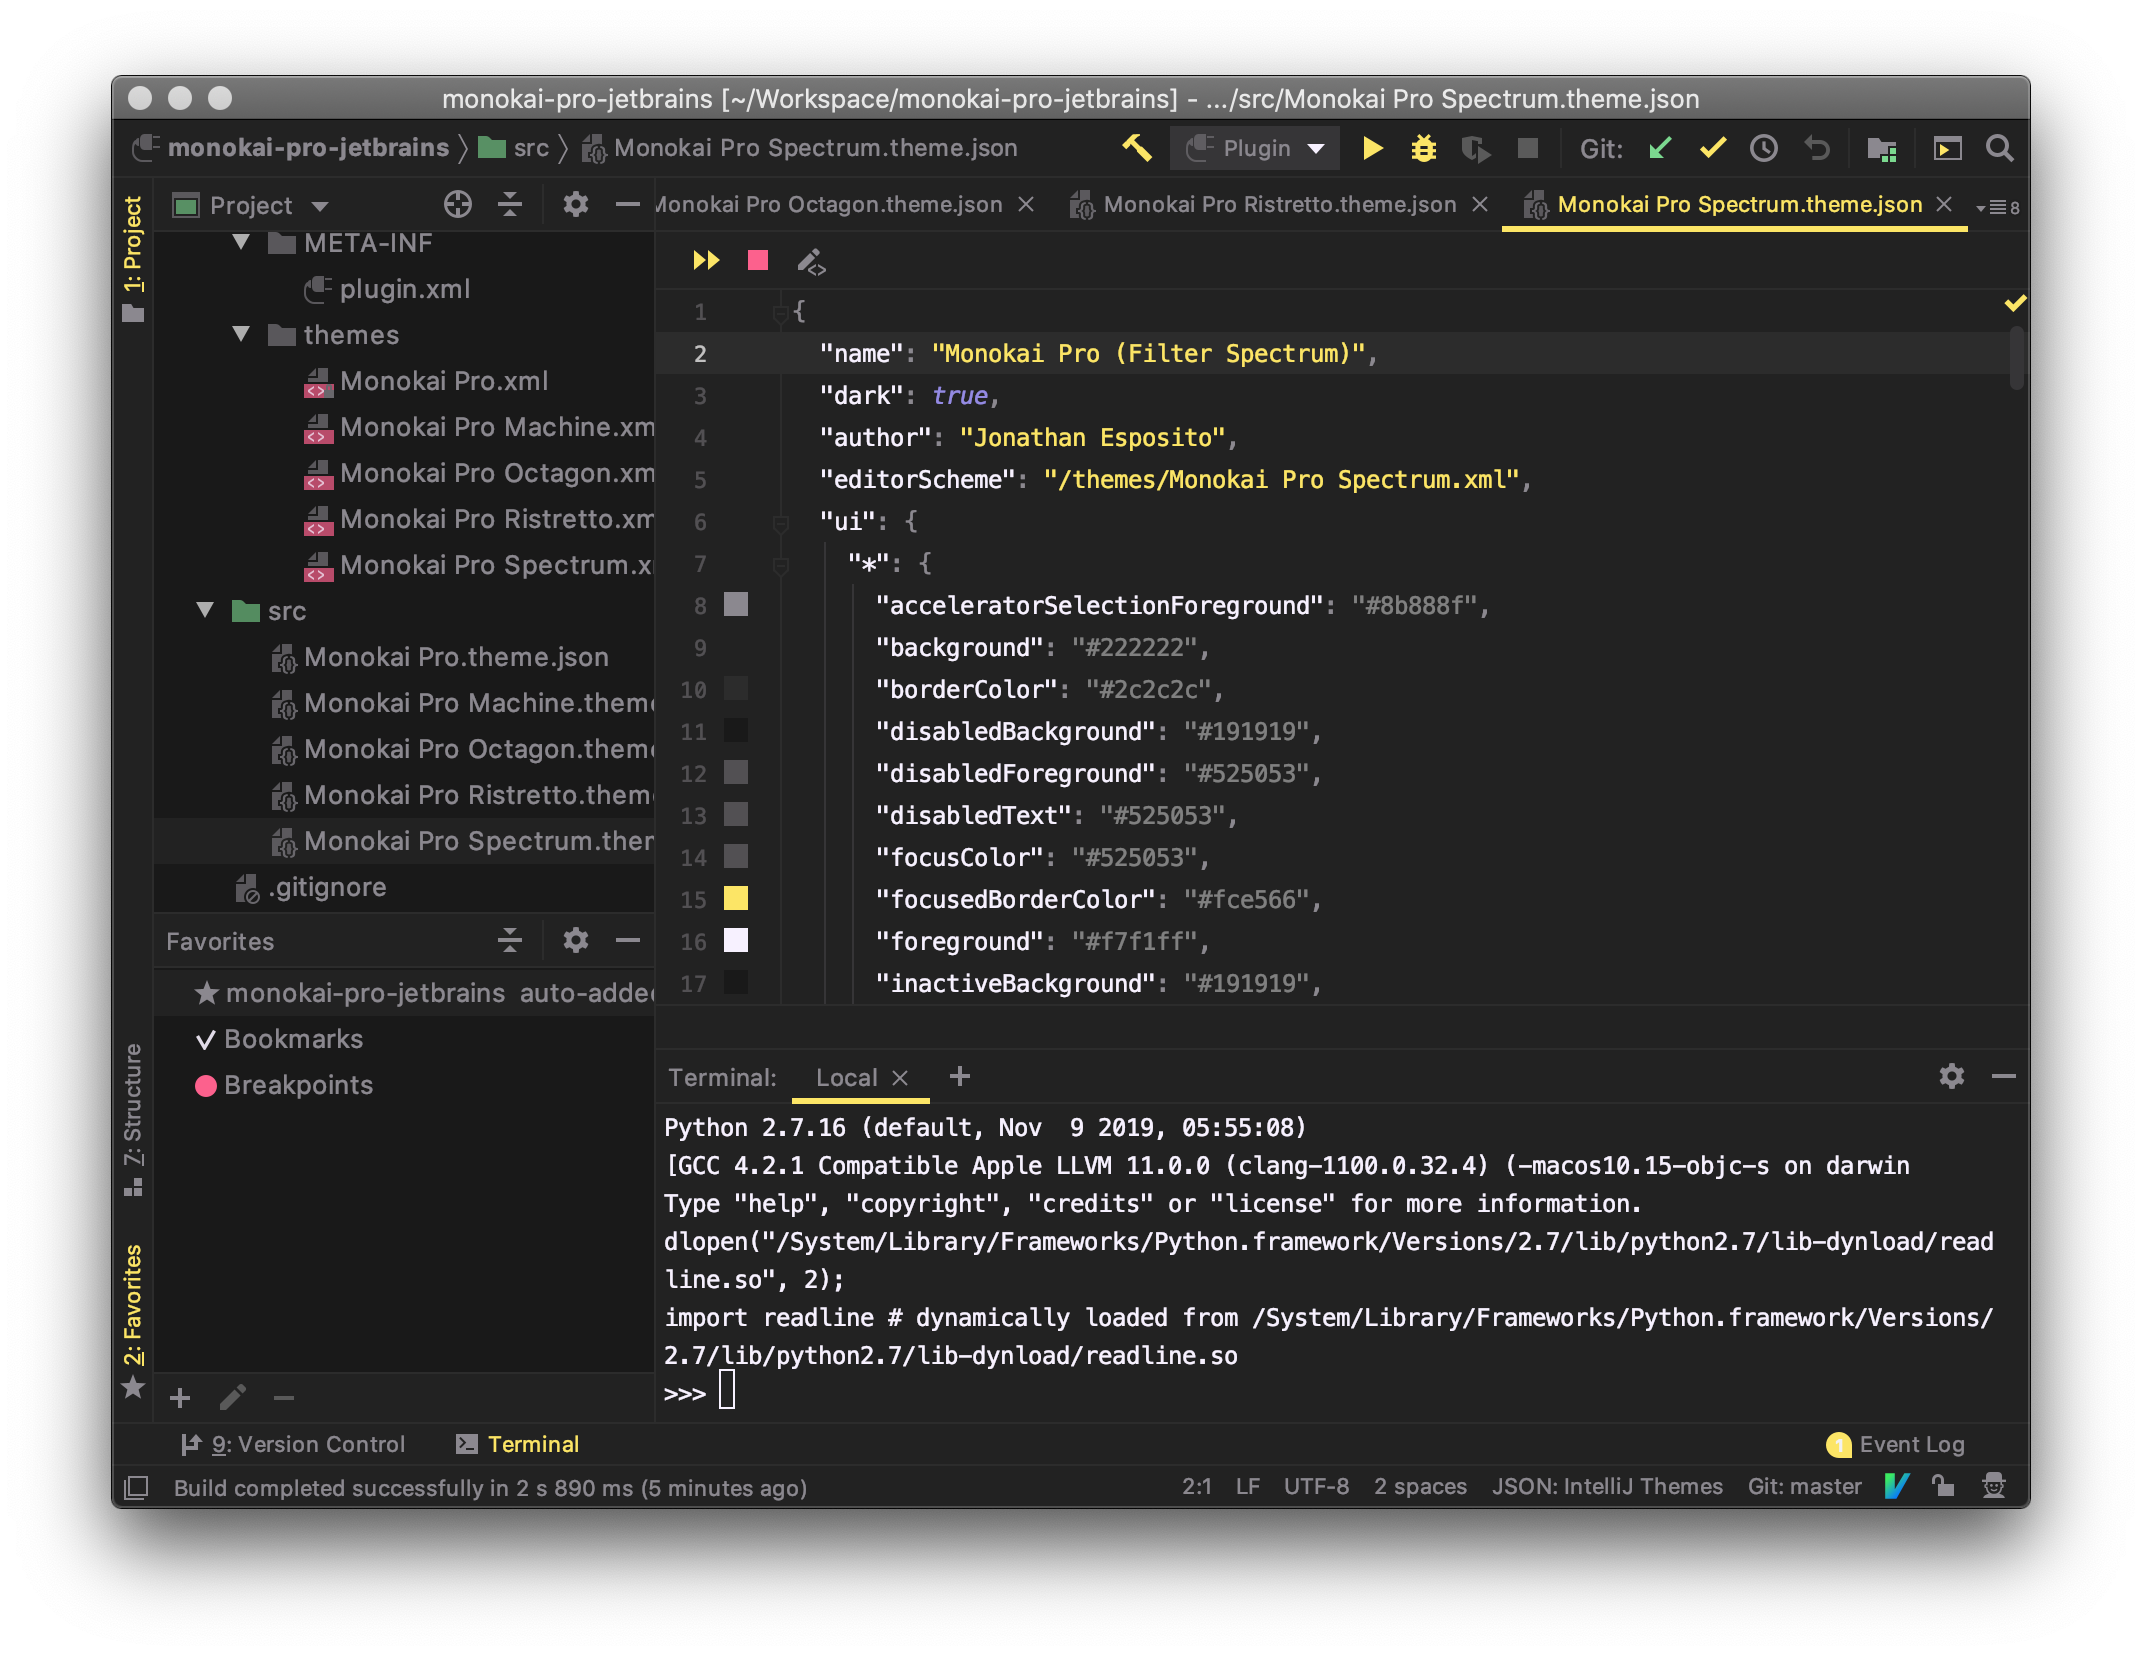 monokai-pro-jetbrains [~/Workspace/monokai-pro-jetbrains] - .../src/Monokai Pro Spectrum.theme.json
monokai-pro-jetbrains src Monokai Pro Spectrum.theme.json Plugin Git:
1: Project
Project
META-INF
plugin.xml
themes
Monokai Pro.xml
Monokai Pro Machine.xm
Monokai Pro Octagon.xm
Monokai Pro Ristretto.xm
Monokai Pro Spectrum.x
src
Monokai Pro.theme.json
Monokai Pro Machine.them
Monokai Pro Octagon.them
Monokai Pro Ristretto.them
Monokai Pro Spectrum.then
.gitignore
Favorites
monokai-pro-jetbrains auto-added
Bookmarks
Breakpoints
7: Structure
2: Favorites
Monokai Pro Octagon.theme.json Monokai Pro Ristretto.theme.json Monokai Pro Spectrum.theme.json 8
1 {
2 "name": "Monokai Pro (Filter Spectrum)",
3 "dark": true,
4 "author": "Jonathan Esposito",
5 "editorScheme": "/themes/Monokai Pro Spectrum.xml",
6 "ui": {
7 "*": {
8 "acceleratorSelectionForeground": "#8b888f",
9 "background": "#222222",
10 "borderColor": "#2c2c2c",
11 "disabledBackground": "#191919",
12 "disabledForeground": "#525053",
13 "disabledText": "#525053",
14 "focusColor": "#525053",
15 "focusedBorderColor": "#fce566",
16 "foreground": "#f7f1ff",
17 "inactiveBackground": "#191919",
Terminal: Local
Python 2.7.16 (default, Nov  9 2019, 05:55:08)
[GCC 4.2.1 Compatible Apple LLVM 11.0.0 (clang-1100.0.32.4) (-macos10.15-objc-s on darwin
Type "help", "copyright", "credits" or "license" for more information.
dlopen("/System/Library/Frameworks/Python.framework/Versions/2.7/lib/python2.7/lib-dynload/read
line.so", 2);
import readline # dynamically loaded from /System/Library/Frameworks/Python.framework/Versions/
2.7/lib/python2.7/lib-dynload/readline.so
>>>
9: Version Control Terminal 1 Event Log
Build completed successfully in 2 s 890 ms (5 minutes ago) 2:1 LF UTF-8 2 spaces JSON: IntelliJ Themes Git: master